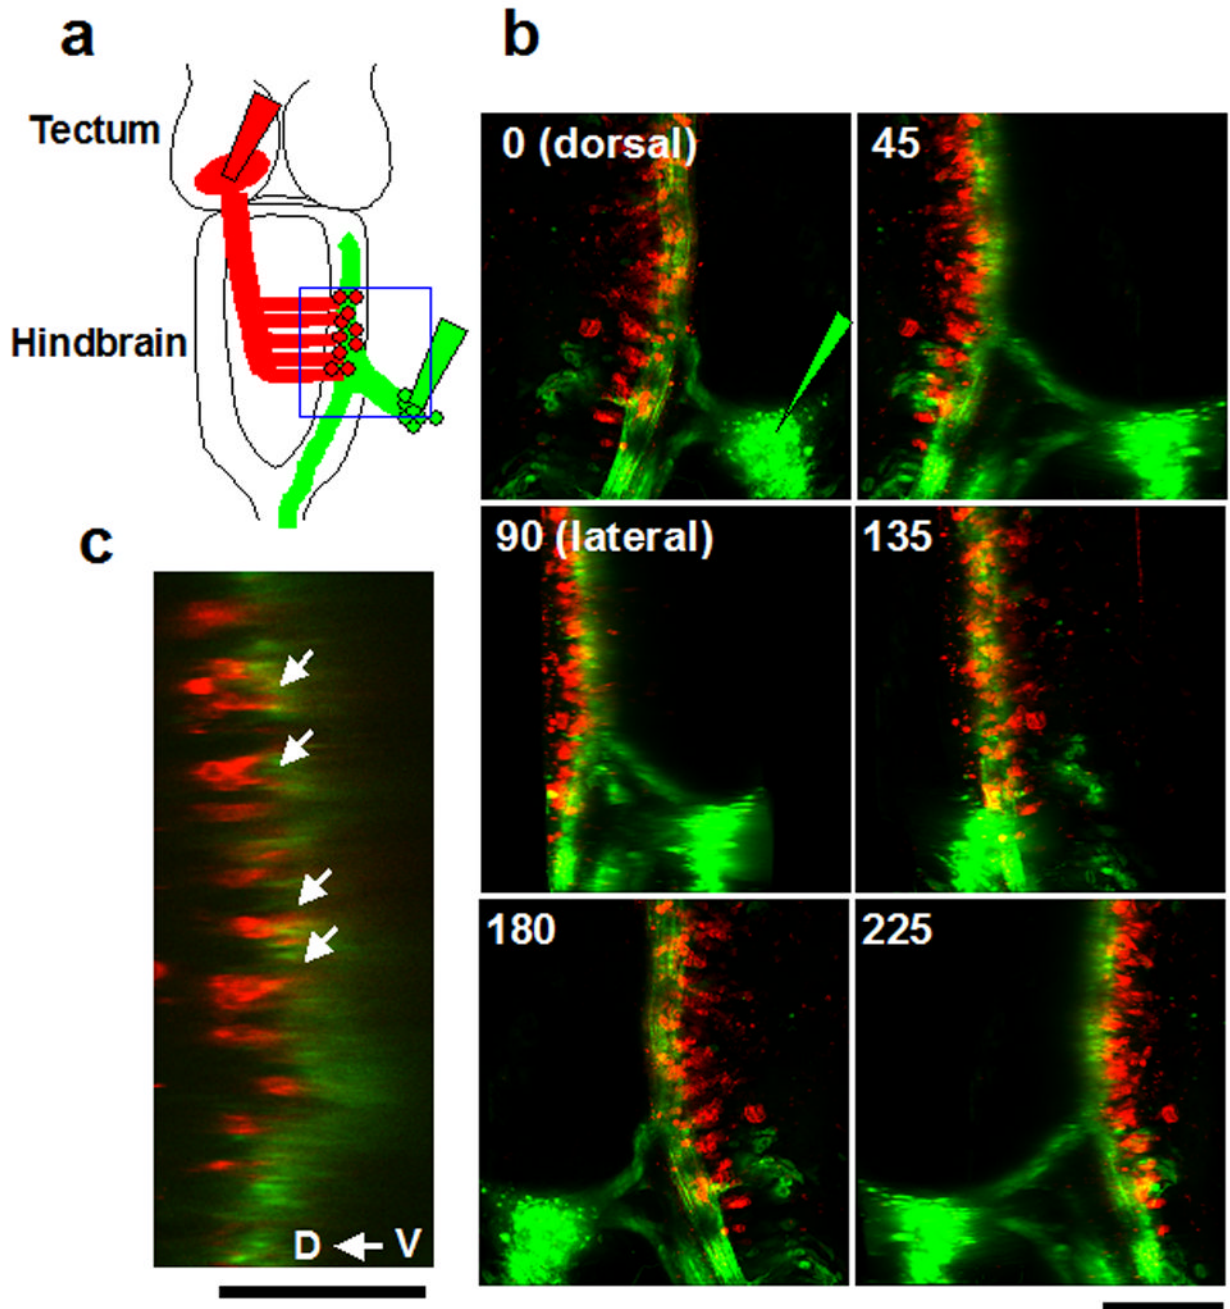 a
Tectum
Hindbrain
b
0 (dorsal)
45
90 (lateral)
135
180
225
c
D V